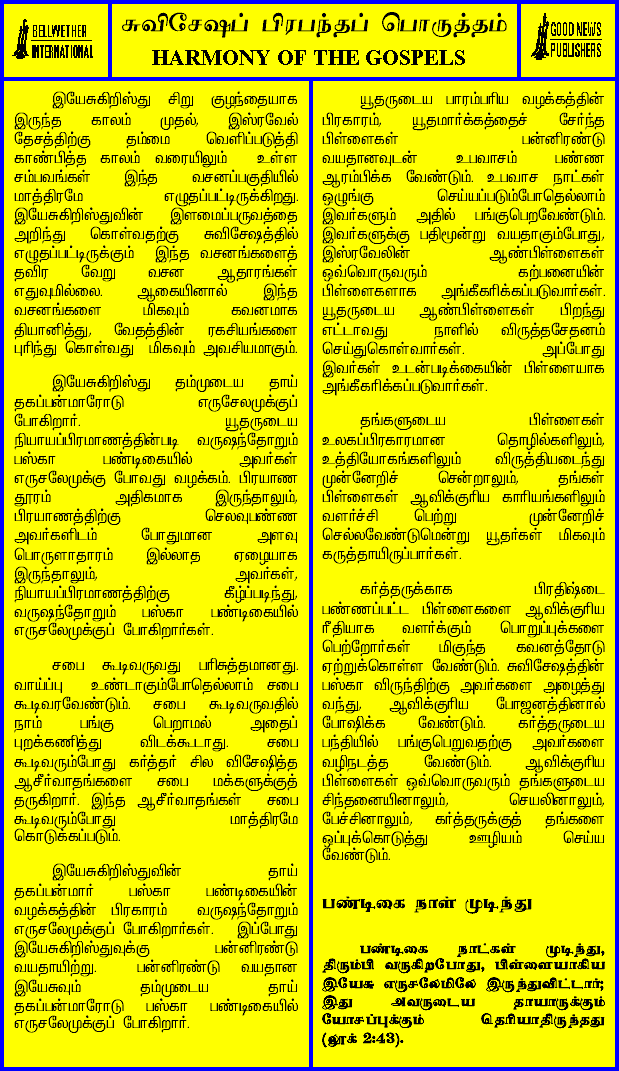 BELLWETHER
INTERNATIONAL
சுவிசேஷப் பிரபந்தப் பொருத்தம்
HARMONY OF THE GOSPELS
GOOD NEWS
PUBLISHERS
இயேசுகிறிஸ்து சிறு குழந்தையாக
இருந்த காலம் முதல், இஸ்ரவேல்
தேசத்திற்கு தம்மை வெளிப்படுத்தி
காண்பித்த காலம் வரையிலும் உள்ள
சம்பவங்கள் இந்த வசனப்பகுதியில்
மாத்திரமே எழுதப்பட்டிருக்கிறது.
இயேசுகிறிஸ்துவின் இளமைப்பருவத்தை
அறிந்து கொள்வதற்கு சுவிசேஷத்தில்
எழுதப்பட்டிருக்கும் இந்த வசனங்களைத்
தவிர வேறு வசன ஆதாரங்கள்
எதுவுமில்லை. ஆகையினால் இந்த
வசனங்களை மிகவும் கவனமாக
தியானித்து, வேதத்தின் ரகசியங்களை
புரிந்து கொள்வது மிகவும் அவசியமாகும்.
இயேசுகிறிஸ்து தம்முடைய தாய்
தகப்பன்மாரோடு எருசேலமுக்குப்
போகிறார். யூதருடைய
நியாயப்பிரமாணத்தின்படி வருஷந்தோறும்
பஸ்கா பண்டிகையில் அவர்கள்
எருசலேமுக்கு போவது வழக்கம். பிரயாண
தூரம் அதிகமாக இருந்தாலும்,
பிரயாணத்திற்கு செலவுபண்ண
அவர்களிடம் போதுமான அளவு
பொருளாதாரம் இல்லாத ஏழையாக
இருந்தாலும், அவர்கள்,
நியாயப்பிரமாணத்திற்கு கீழ்ப்படிந்து,
வருஷந்தோறும் பஸ்கா பண்டிகையில்
எருசலேமுக்குப் போகிறார்கள்.
சபை கூடிவருவது பரிசுத்தமானது.
வாய்ப்பு உண்டாகும்போதெல்லாம் சபை
கூடிவரவேண்டும். சபை கூடிவருவதில்
நாம் பங்கு பெறாமல் அதைப்
புறக்கணித்து விடக்கூடாது. சபை
கூடிவரும்போது கர்த்தர் சில விசேஷித்த
ஆசீர்வாதங்களை சபை மக்களுக்குத்
தருகிறார். இந்த ஆசீர்வாதங்கள் சபை
கூடிவரும்போது மாத்திரமே
கொடுக்கப்படும்.
இயேசுகிறிஸ்துவின் தாய்
தகப்பன்மார் பஸ்கா பண்டிகையின்
வழக்கத்தின் பிரகாரம் வருஷந்தோறும்
எருசலேமுக்குப் போகிறார்கள். இப்போது
இயேசுகிறிஸ்துவுக்கு பன்னிரண்டு
வயதாயிற்று. பன்னிரண்டு வயதான
இயேசுவும் தம்முடைய தாய்
தகப்பன்மாரோடு பஸ்கா பண்டிகையில்
எருசலேமுக்குப் போகிறார்.
யூதருடைய பாரம்பரிய வழக்கத்தின்
பிரகாரம், யூதமார்க்கத்தைச் சேர்ந்த
பிள்ளைகள் பன்னிரண்டு
வயதானவுடன் உபவாசம் பண்ண
ஆரம்பிக்க வேண்டும். உபவாச நாட்கள்
ஒழுங்கு செய்யப்படும்போதெல்லாம்
இவர்களும் அதில் பங்குபெறவேண்டும்.
இவர்களுக்கு பதிமூன்று வயதாகும்போது,
இஸ்ரவேலின் ஆண்பிள்ளைகள்
ஒவ்வொருவரும் கற்பனையின்
பிள்ளைகளாக அங்கீகரிக்கப்படுவார்கள்.
யூதருடைய ஆண்பிள்ளைகள் பிறந்து
எட்டாவது நாளில் விருத்தசேதனம்
செய்துகொள்வார்கள். அப்போது
இவர்கள் உடன்படிக்கையின் பிள்ளையாக
அங்கீகரிக்கப்படுவார்கள்.
தங்களுடைய பிள்ளைகள்
உலகப்பிரகாரமான தொழில்களிலும்,
உத்தியோகங்களிலும் விருத்தியடைந்து
முன்னேறிச் சென்றாலும், தங்கள்
பிள்ளைகள் ஆவிக்குரிய காரியங்களிலும்
வளர்ச்சி பெற்று முன்னேறிச்
செல்லவேண்டுமென்று யூதர்கள் மிகவும்
கருத்தாயிருப்பார்கள்.
கர்த்தருக்காக பிரதிஷ்டை
பண்ணப்பட்ட பிள்ளைகளை ஆவிக்குரிய
ரீதியாக வளர்க்கும் பொறுப்புக்களை
பெற்றோர்கள் மிகுந்த கவனத்தோடு
ஏற்றுக்கொள்ள வேண்டும். சுவிசேஷத்தின்
பஸ்கா விருந்திற்கு அவர்களை அழைத்து
வந்து, ஆவிக்குரிய போஜனத்தினால்
போஷிக்க வேண்டும். கர்த்தருடைய
பந்தியில் பங்குபெறுவதற்கு அவர்களை
வழிநடத்த வேண்டும். ஆவிக்குரிய
பிள்ளைகள் ஒவ்வொருவரும் தங்களுடைய
சிந்தனையினாலும், செயலினாலும்,
பேச்சினாலும், கர்த்தருக்குத் தங்களை
ஒப்புக்கொடுத்து ஊழியம் செய்ய
வேண்டும்.
பண்டிகை நாள் முடிந்து
பண்டிகை நாட்கள் முடிந்து,
திரும்பி வருகிறபோது, பிள்ளையாகிய
இயேசு எருசலேமிலே இருந்துவிட்டார்;
இது அவருடைய தாயாருக்கும்
யோசப்புக்கும் தெரியாதிருந்தது
(லூக் 2:43).